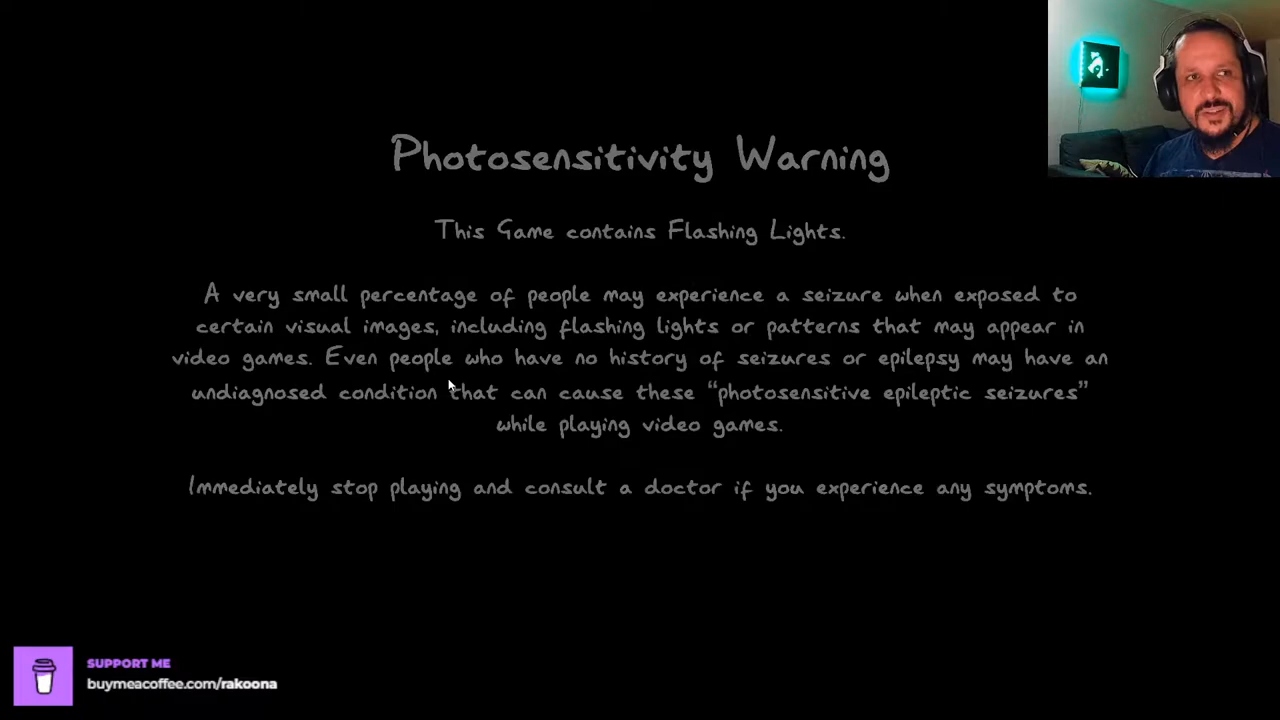 Photosensitivity Warning
This Game contains Flashing Lights.
A very small percentage of people may experience a seizure when exposed to
certain visual images, including flashing lights or patterns that may appear in
video games. Even people who have no history of seizures or epilepsy may have an
undiagnosed condition that can cause these “photosensitive epileptic seizures”
while playing video games.
Immediately stop playing and consult a doctor if you experience any symptoms.
SUPPORT ME
buymeacoffee.com/rakoona